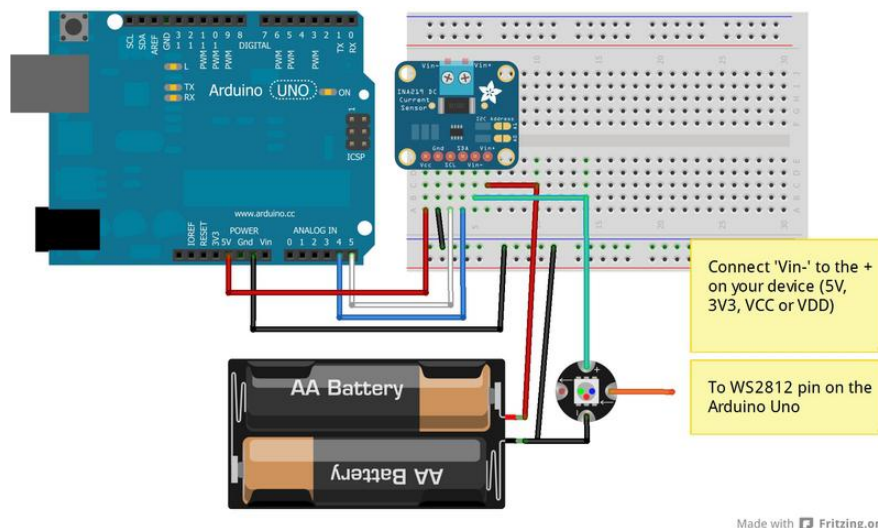 SCL
SDA
AREF
GND
13
12
11
10
9
8
DIGITAL
7
6
5
4
3
2
1
0
PWM
PWM
PWM
PWM
PWM
PWM
TX
RX
L
TX
RX
Arduino UNO
ON
ICSP
1
www.arduino.cc
POWER
ANALOG IN
IOREF
RESET
3V3
5V
Gnd
Vin
0
1
2
3
4
5
Vin-
Vin+
INA219 DC
Current
Sensor
I2C Address
Gnd
SDA
Vin+
Vcc
SCL
Vin-
AA Battery
AA Battery
+
Connect 'Vin-' to the +
on your device (5V,
3V3, VCC or VDD)
To WS2812 pin on the
Arduino Uno
Made with Fritzing.or